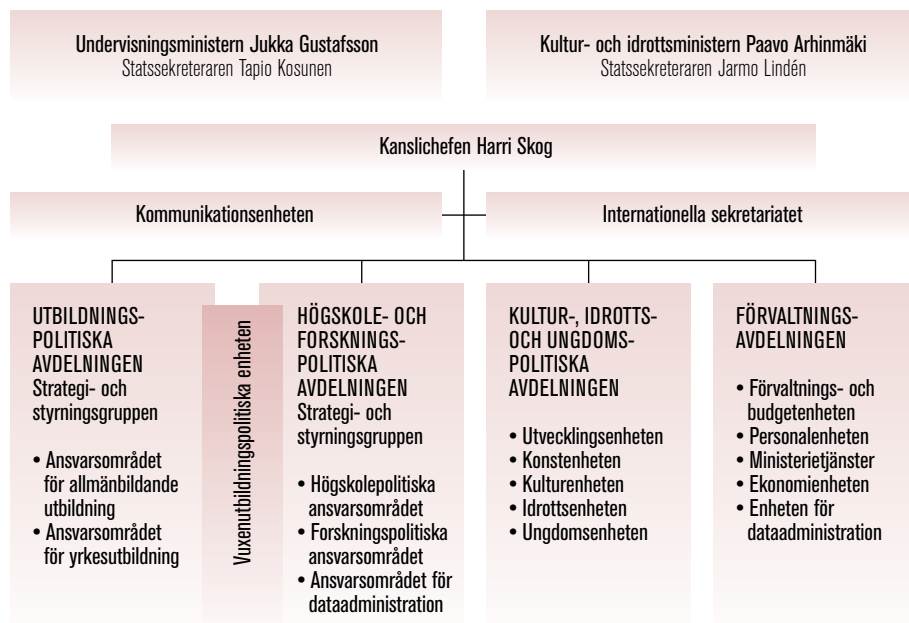 Undervisningsministern Jukka Gustafsson
Statssekreteraren Tapio Kosunen
Kultur- och idrottsministern Paavo Arhinmäki
Statssekreteraren Jarmo Lindén
Kanslichefen Harri Skog
Kommunikationsenheten
Internationella sekretariatet
UTBILDNINGS-
POLITISKA
AVDELNINGEN
Strategi- och
styrningsgruppen
• Ansvarsområdet
för allmänbildande
utbildning
• Ansvarsområdet
för yrkesutbildning
Vuxenutbildningspolitiska enheten
HÖGSKOLE- OCH
FORSKNINGS-
POLITISKA
AVDELNINGEN
Strategi- och
styrningsgruppen
• Högskolepolitiska
ansvarsområdet
• Forskningspolitiska
ansvarsområdet
• Ansvarsområdet för
dataadministration
KULTUR-, IDROTTS-
OCH UNGDOMS-
POLITISKA
AVDELNINGEN
• Utvecklingsenheten
• Konstenheten
• Kulturenheten
• Idrottsenheten
• Ungdomsenheten
FÖRVALTNINGS-
AVDELNINGEN
• Förvaltnings- och
budgetenheten
• Personalenheten
• Ministerietjänster
• Ekonomienheten
• Enheten för
dataadministration